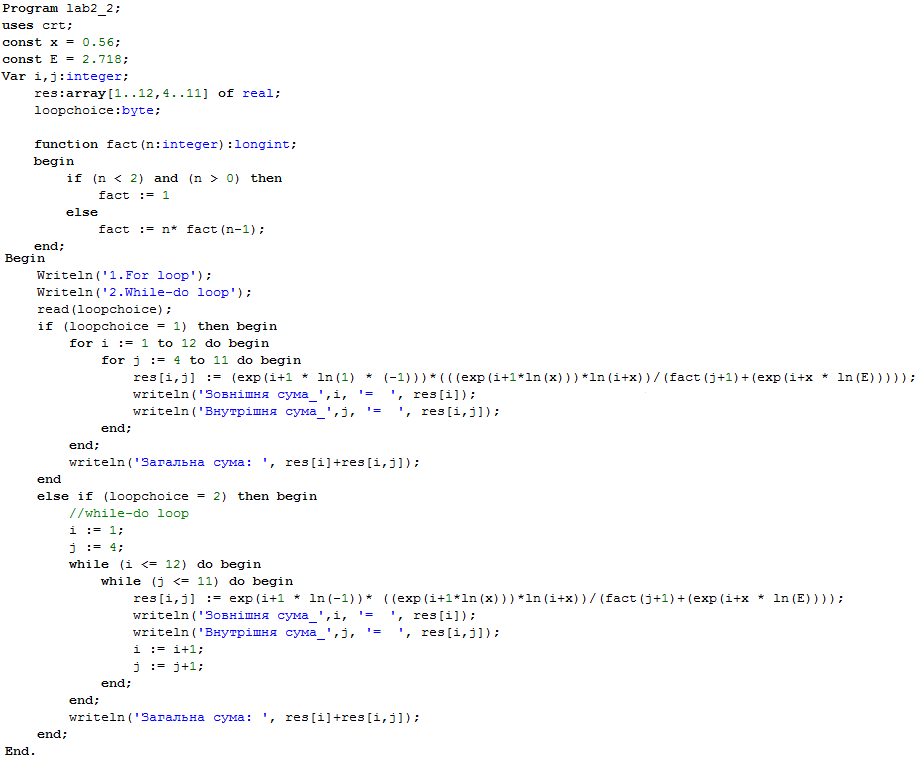 Program lab2_2;
uses crt;
const x = 0.56;
const E = 2.718;
Var i,j:integer;
    res:array[1..12,4..11] of real;
    loopchoice:byte;

    function fact(n:integer):longint;
    begin
        if (n < 2) and (n > 0) then
            fact := 1
        else
            fact := n* fact(n-1);
    end;
Begin
    Writeln('1.For loop');
    Writeln('2.While-do loop');
    read(loopchoice);
    if (loopchoice = 1) then begin
        for i := 1 to 12 do begin
            for j := 4 to 11 do begin
                res[i,j] := (exp(i+1 * ln(1) * (-1)))*(((exp(i+1*ln(x)))*ln(i+x))/(fact(j+1)+(exp(i+x * ln(E)))));
                writeln('Зовнішня сума_',i, '=  ', res[i]);
                writeln('Внутрішня сума_',j, '=  ', res[i,j]);
            end;
        end;
        writeln('Загальна сума: ', res[i]+res[i,j]);
    end
    else if (loopchoice = 2) then begin
        //while-do loop
        i := 1;
        j := 4;
        while (i <= 12) do begin
            while (j <= 11) do begin
                res[i,j] := exp(i+1 * ln(-1))* ((exp(i+1*ln(x)))*ln(i+x))/(fact(j+1)+(exp(i+x * ln(E))));
                writeln('Зовнішня сума_',i, '=  ', res[i]);
                writeln('Внутрішня сума_',j, '=  ', res[i,j]);
                i := i+1;
                j := j+1;
            end;
        end;
        writeln('Загальна сума: ', res[i]+res[i,j]);
    end;
End.